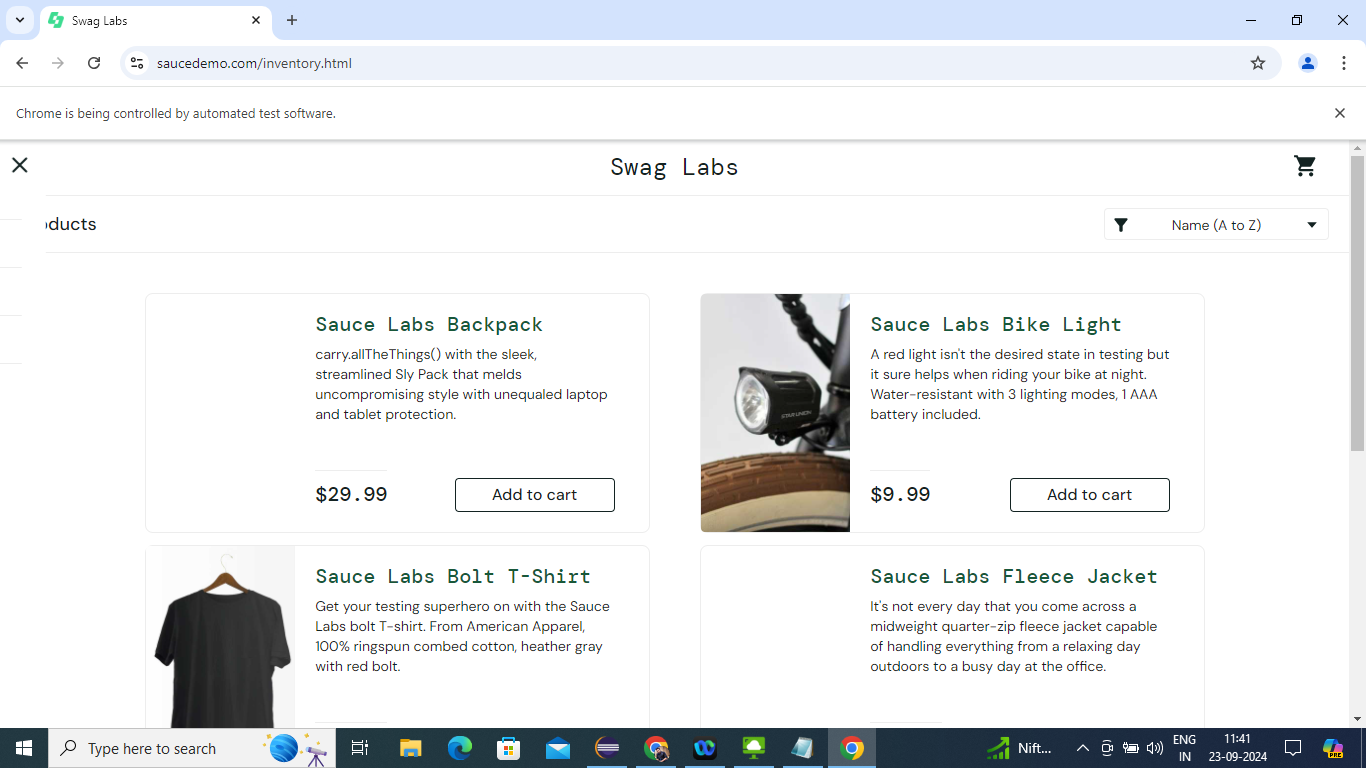 Swag Labs
saucedemo.com/inventory.html
Chrome is being controlled by automated test software.
Swag Labs
oducts
Name (A to Z)
Sauce Labs Backpack
carry.allTheThings() with the sleek,
streamlined Sly Pack that melds
uncompromising style with unequaled laptop
and tablet protection.
$29.99
Add to cart
Sauce Labs Bike Light
A red light isn't the desired state in testing but
it sure helps when riding your bike at night.
Water-resistant with 3 lighting modes, 1 AAA
battery included.
$9.99
Add to cart
STAR UNION
Sauce Labs Bolt T-Shirt
Get your testing superhero on with the Sauce
Labs bolt T-shirt. From American Apparel,
100% ringspun combed cotton, heather gray
with red bolt.
Sauce Labs Fleece Jacket
It's not every day that you come across a
midweight quarter-zip fleece jacket capable
of handling everything from a relaxing day
outdoors to a busy day at the office.
Type here to search
Nift...
ENG
IN
11:41
23-09-2024
PRE